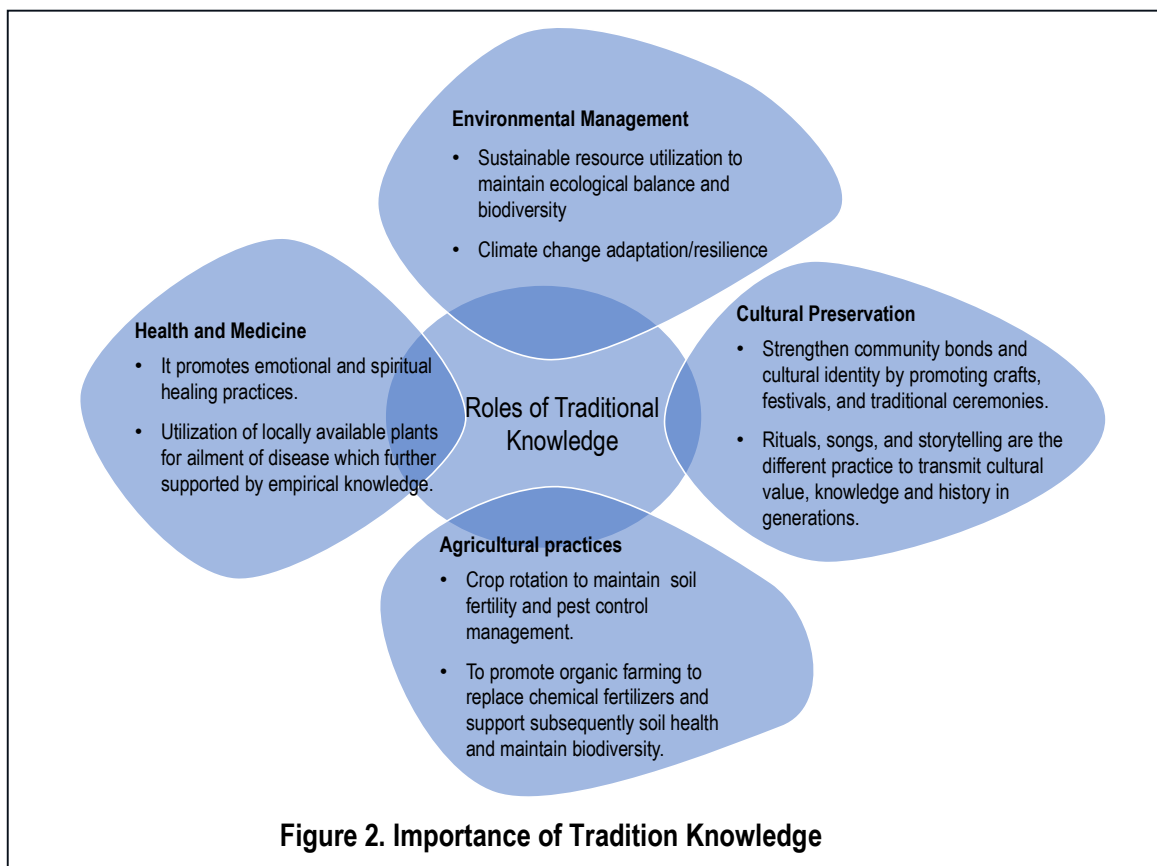 Environmental Management
• Sustainable resource utilization to
maintain ecological balance and
biodiversity
• Climate change adaptation/resilience
Health and Medicine
• It promotes emotional and spiritual
healing practices.
• Utilization of locally available plants
for ailment of disease which further
supported by empirical knowledge.
Roles of Traditional
Knowledge
Cultural Preservation
• Strengthen community bonds and
cultural identity by promoting crafts,
festivals, and traditional ceremonies.
• Rituals, songs, and storytelling are the
different practice to transmit cultural
value, knowledge and history in
generations.
Agricultural practices
• Crop rotation to maintain soil
fertility and pest control
management.
• To promote organic farming to
replace chemical fertilizers and
support subsequently soil health
and maintain biodiversity.
Figure 2. Importance of Tradition Knowledge